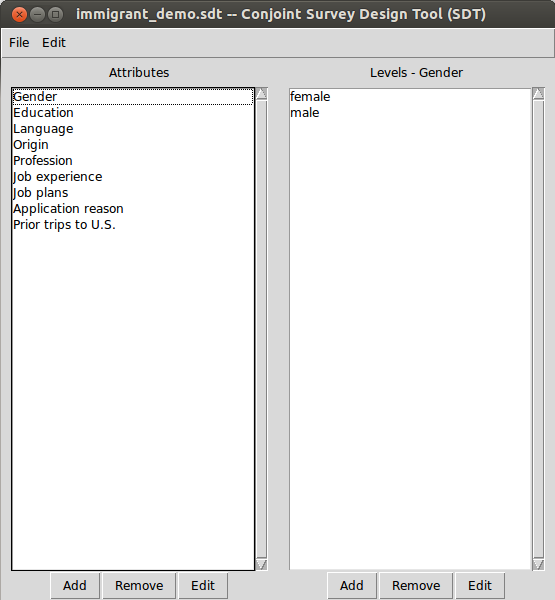 immigrant_demo.sdt -- Conjoint Survey Design Tool (SDT)
File Edit
Attributes
Gender
Education
Language
Origin
Profession
Job experience
Job plans
Application reason
Prior trips to U.S.
Add Remove Edit
Levels - Gender
female
male
Add Remove Edit